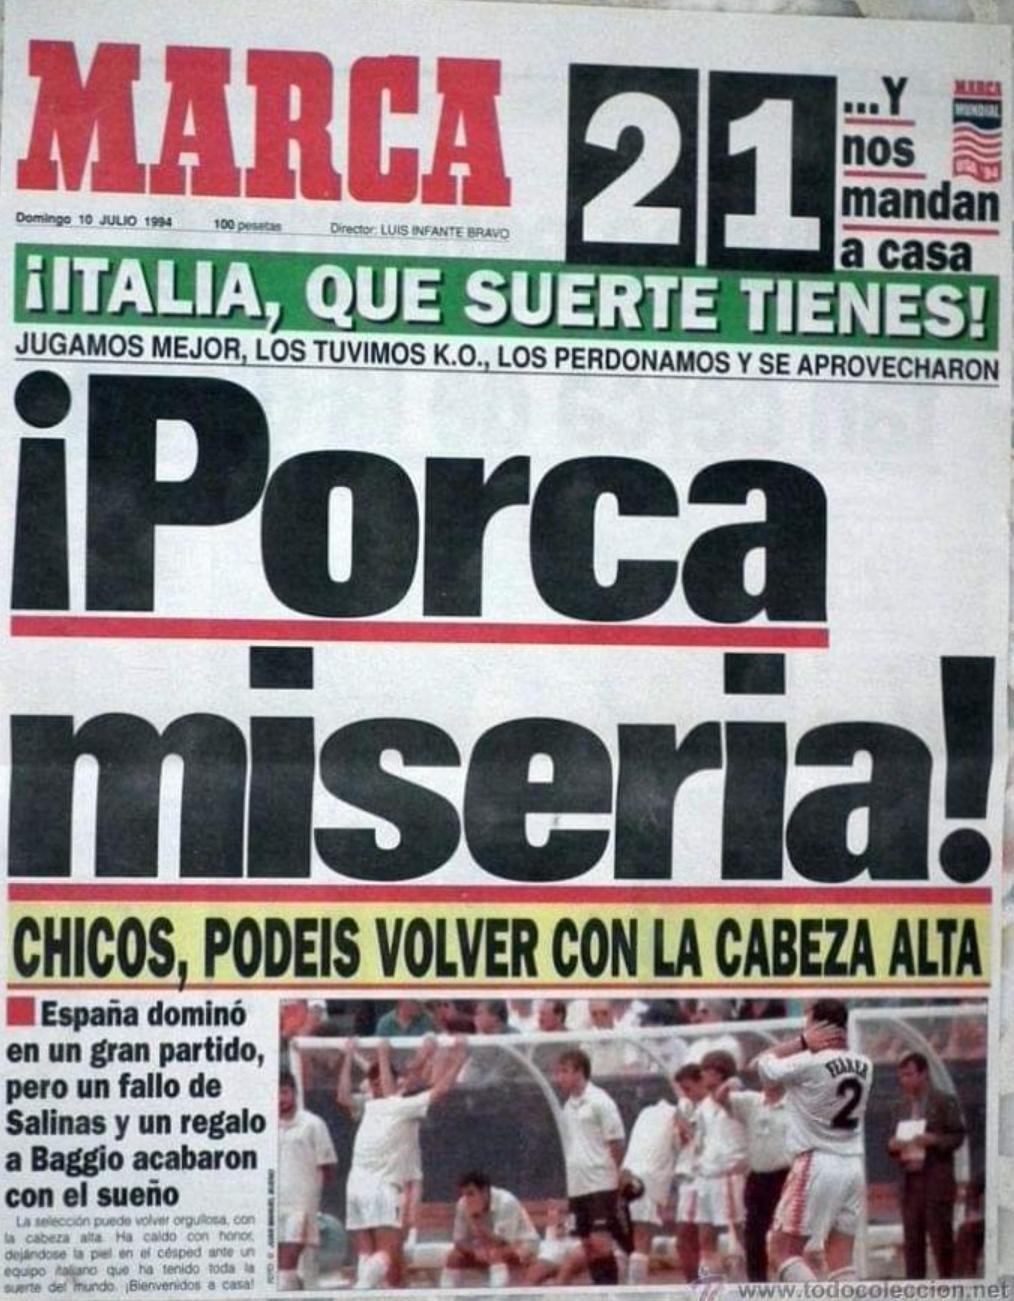 MARCA
21
...Y
nos
mandan
a casa
MARCA
MUNDIAL
USA '94
Domingo 10 JULIO 1994 100 pesetas Director: LUIS INFANTE BRAVO
¡ITALIA, QUE SUERTE TIENES!
JUGAMOS MEJOR, LOS TUVIMOS K.O., LOS PERDONAMOS Y SE APROVECHARON
¡Porca
miseria!
CHICOS, PODEIS VOLVER CON LA CABEZA ALTA
España dominó
en un gran partido,
pero un fallo de
Salinas y un regalo
a Baggio acabaron
con el sueño
La selección puede volver orgullosa, con
la cabeza alta. Ha caído con honor,
dejándose la piel en el césped ante un
equipo italiano que ha tenido toda la
suerte del mundo. ¡Bienvenidos a casa!
FERRER
2
www.todocoleccion.net